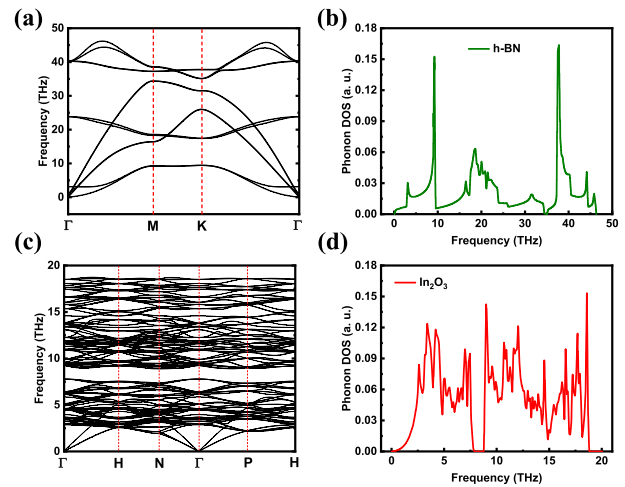 (a)
50
40
30
20
10
0
Frequency (THz)
Γ M K Γ
(b)
0.18
0.15
0.12
0.09
0.06
0.03
0.00
Phonon DOS (a. u.)
h-BN
0 10 20 30 40 50
Frequency (THz)
(c)
20
15
10
5
0
Frequency (THz)
Γ H N Γ P H
(d)
0.18
0.15
0.12
0.09
0.06
0.03
0.00
Phonon DOS (a. u.)
In₂O₃
0 5 10 15 20
Frequency (THz)